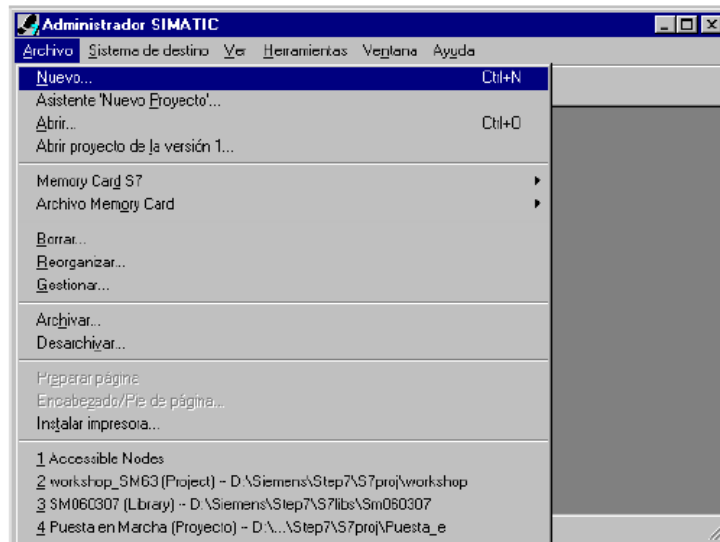 Administrador SIMATIC
Archivo Sistema de destino Ver Herramientas Ventana Ayuda
Nuevo... Ctrl+N
Asistente 'Nuevo Proyecto'...
Abrir... Ctrl+O
Abrir proyecto de la versión 1...
Memory Card S7
Archivo Memory Card
Borrar...
Reorganizar...
Gestionar...
Archivar...
Desarchivar...
Preparar página
Encabezado/Pie de página...
Instalar impresora...
1 Accessible Nodes
2 workshop_SM63 (Project) -- D:\Siemens\Step7\S7proj\workshop
3 SM060307 (Library) -- D:\Siemens\Step7\S7libs\Sm060307
4 Puesta en Marcha (Proyecto) -- D:\...\Step7\S7proj\Puesta_e